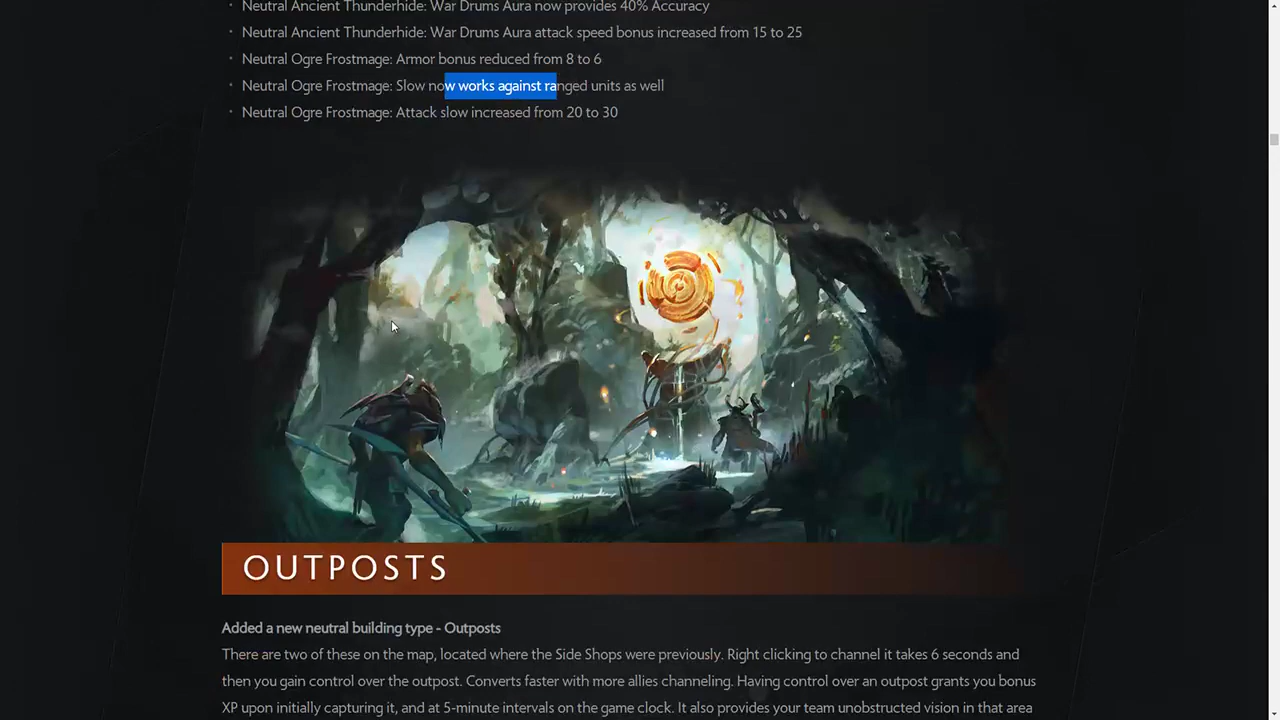 Neutral Ancient Thunderhide: War Drums Aura now provides 40% Accuracy
Neutral Ancient Thunderhide: War Drums Aura attack speed bonus increased from 15 to 25
Neutral Ogre Frostmage: Armor bonus reduced from 8 to 6
Neutral Ogre Frostmage: Slow now works against ranged units as well
Neutral Ogre Frostmage: Attack slow increased from 20 to 30
OUTPOSTS
Added a new neutral building type - Outposts
There are two of these on the map, located where the Side Shops were previously. Right clicking to channel it takes 6 seconds and
then you gain control over the outpost. Converts faster with more allies channeling. Having control over an outpost grants you bonus
XP upon initially capturing it, and at 5-minute intervals on the game clock. It also provides your team unobstructed vision in that area